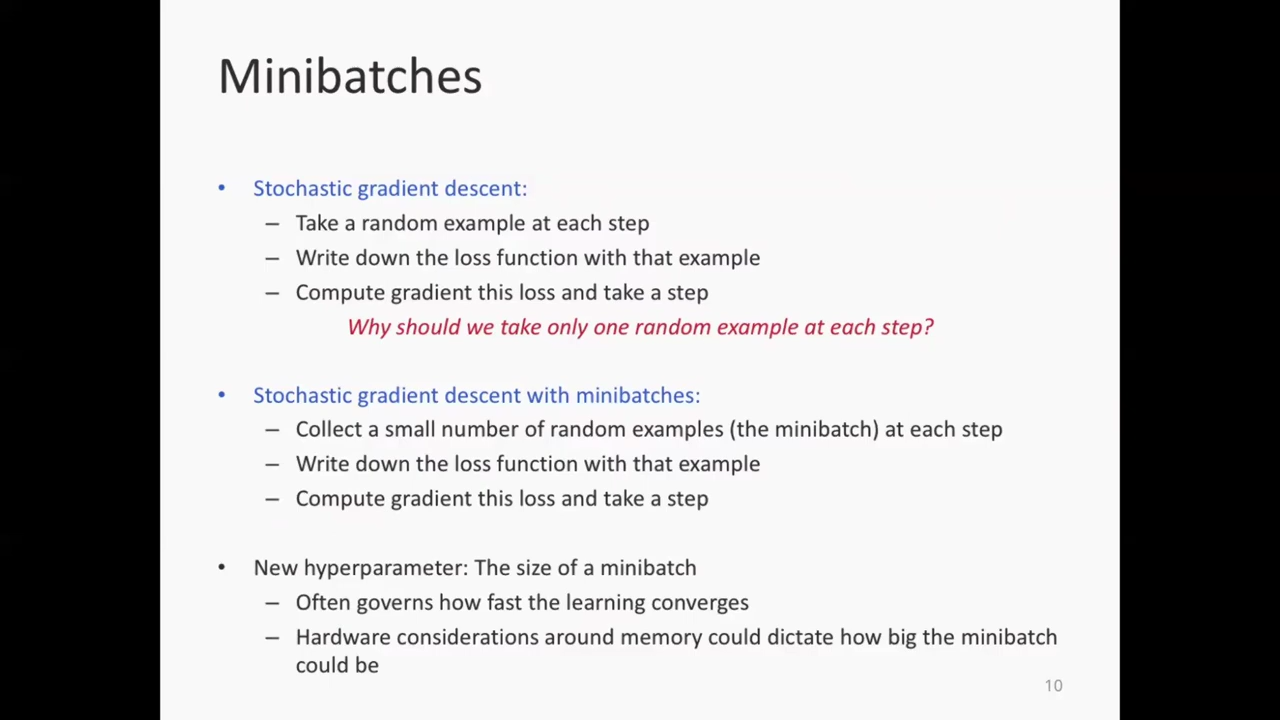 Minibatches
• Stochastic gradient descent:
– Take a random example at each step
– Write down the loss function with that example
– Compute gradient this loss and take a step
Why should we take only one random example at each step?
• Stochastic gradient descent with minibatches:
– Collect a small number of random examples (the minibatch) at each step
– Write down the loss function with that example
– Compute gradient this loss and take a step
• New hyperparameter: The size of a minibatch
– Often governs how fast the learning converges
– Hardware considerations around memory could dictate how big the minibatch
could be
10